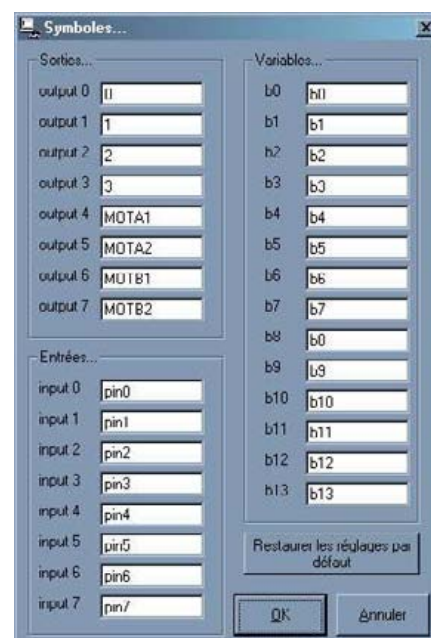 Symboles...
Sorties...
output 0 0
output 1 1
output 2 2
output 3 3
output 4 MOTA1
output 5 MOTA2
output 6 MOTB1
output 7 MOTB2
Entrées...
input 0 pin0
input 1 pin1
input 2 pin2
input 3 pin3
input 4 pin4
input 5 pin5
input 6 pin6
input 7 pin7
Variables...
b0 b0
b1 b1
b2 b2
b3 b3
b4 b4
b5 b5
b6 b6
b7 b7
b8
b9 b9
b10 b10
b11 b11
b12 b12
b13 b13
Restaurer les réglages par
défaut
OK
Annuler